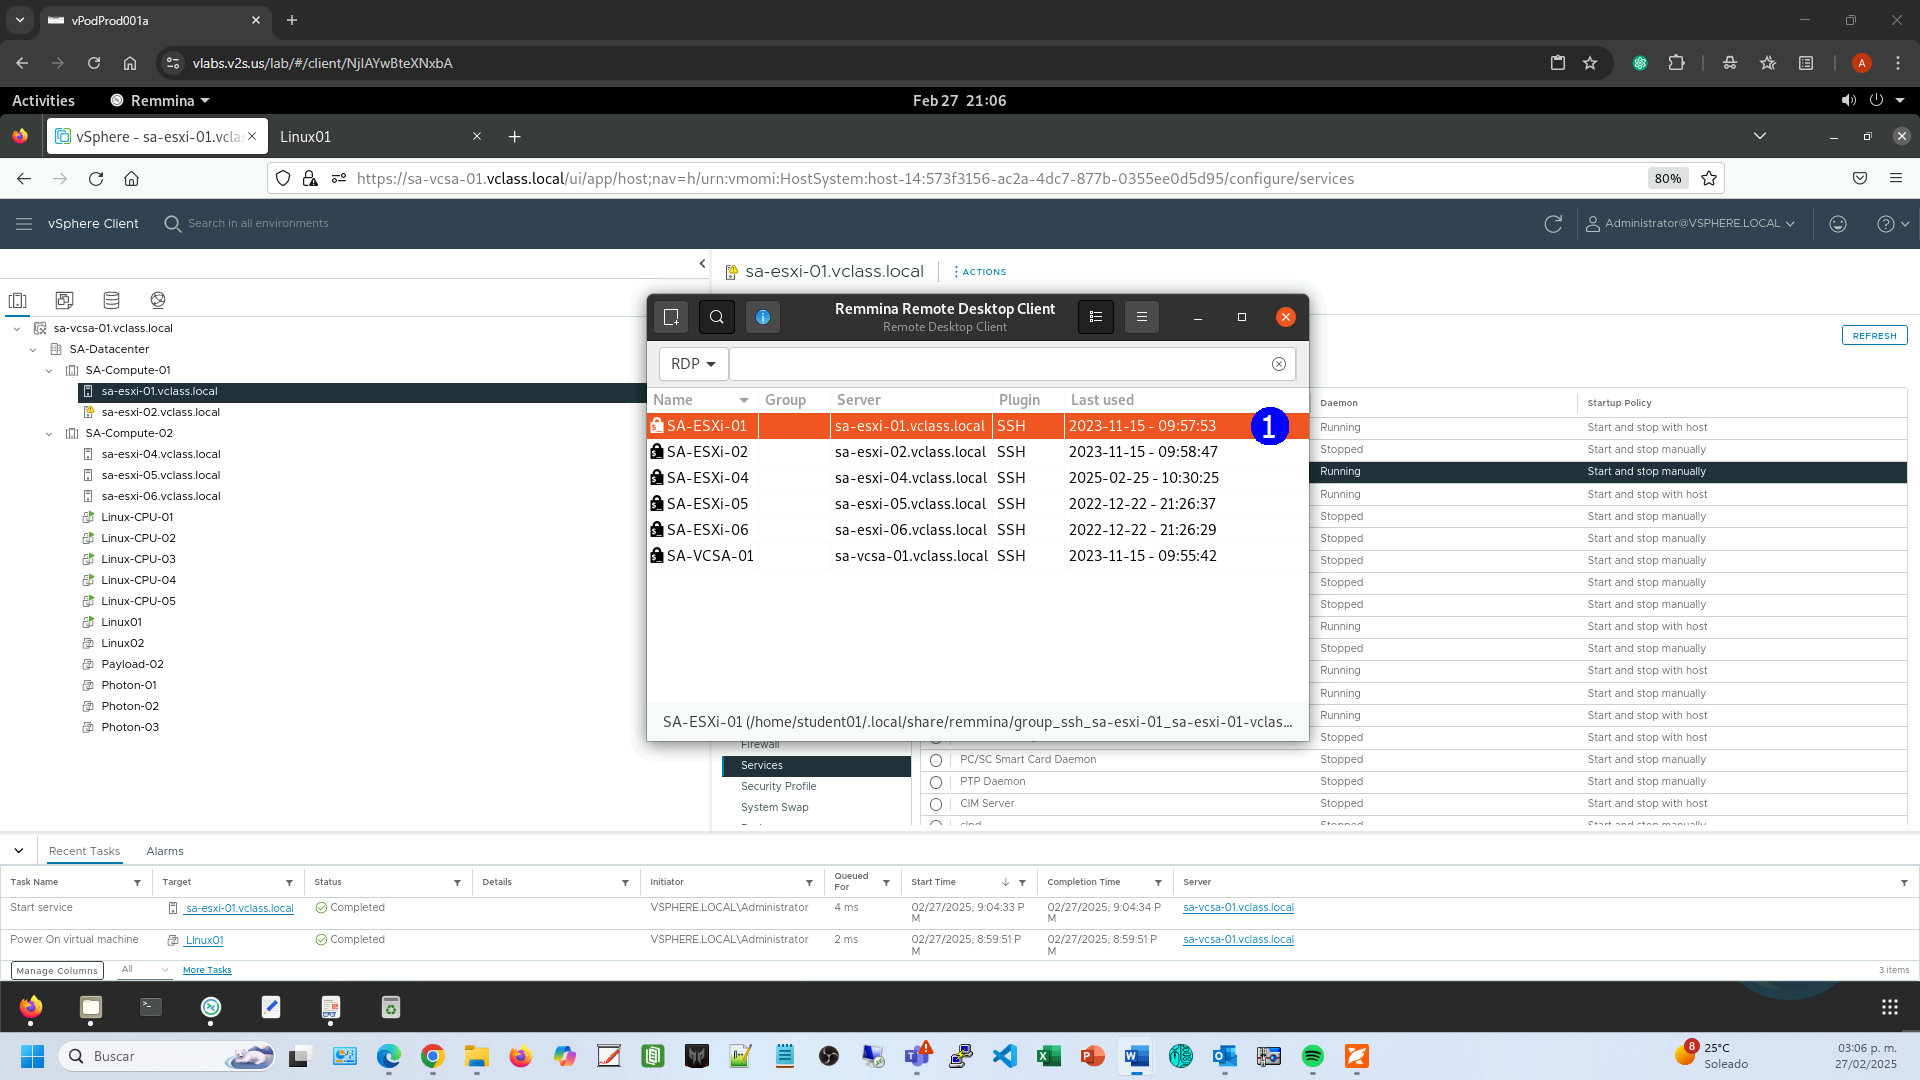 vPodProd001a
vlabs.v2s.us/lab/#/client/NjIAYwBteXNxbA
A
Activities
Remmina
Feb 27 21:06
vSphere - sa-esxi-01.vclas
Linux01
https://sa-vcsa-01.vclass.local/ui/app/host;nav=h/urn:vmomi:HostSystem:host-14:573f3156-ac2a-4dc7-877b-0355ee0d5d95/configure/services
80%
vSphere Client
Search in all environments
Administrator@VSPHERE.LOCAL
sa-esxi-01.vclass.local
ACTIONS
sa-vcsa-01.vclass.local
SA-Datacenter
SA-Compute-01
sa-esxi-01.vclass.local
sa-esxi-02.vclass.local
SA-Compute-02
sa-esxi-04.vclass.local
sa-esxi-05.vclass.local
sa-esxi-06.vclass.local
Linux-CPU-01
Linux-CPU-02
Linux-CPU-03
Linux-CPU-04
Linux-CPU-05
Linux01
Linux02
Payload-02
Photon-01
Photon-02
Photon-03
Remmina Remote Desktop Client
Remote Desktop Client
RDP
Name Group Server Plugin Last used
SA-ESXi-01 sa-esxi-01.vclass.local SSH 2023-11-15 - 09:57:53
1
SA-ESXi-02 sa-esxi-02.vclass.local SSH 2023-11-15 - 09:58:47
SA-ESXi-04 sa-esxi-04.vclass.local SSH 2025-02-25 - 10:30:25
SA-ESXi-05 sa-esxi-05.vclass.local SSH 2022-12-22 - 21:26:37
SA-ESXi-06 sa-esxi-06.vclass.local SSH 2022-12-22 - 21:26:29
SA-VCSA-01 sa-vcsa-01.vclass.local SSH 2023-11-15 - 09:55:42
SA-ESXi-01 (/home/student01/.local/share/remmina/group_ssh_sa-esxi-01_sa-esxi-01-vclas...
REFRESH
Daemon Startup Policy
Running Start and stop with host
Stopped Start and stop manually
Running Start and stop manually
Running Start and stop with host
Stopped Start and stop manually
Stopped Start and stop manually
Stopped Start and stop manually
Stopped Start and stop manually
Stopped Start and stop manually
Running Start and stop with host
Stopped Start and stop manually
Running Start and stop with host
Stopped Start and stop manually
Running Start and stop with host
Stopped Start and stop with host
PC/SC Smart Card Daemon Stopped Start and stop manually
PTP Daemon Stopped Start and stop manually
CIM Server Stopped Start and stop with host
slpd Stopped Start and stop manually
Firewall
Services
Security Profile
System Swap
Recent Tasks
Alarms
Task Name Target Status Details Initiator Queued For Start Time Completion Time Server
Start service sa-esxi-01.vclass.local Completed VSPHERE.LOCAL\Administrator 4 ms 02/27/2025, 9:04:33 PM 02/27/2025, 9:04:34 PM sa-vcsa-01.vclass.local
Power On virtual machine Linux01 Completed VSPHERE.LOCAL\Administrator 2 ms 02/27/2025, 8:59:51 PM 02/27/2025, 8:59:51 PM sa-vcsa-01.vclass.local
Manage Columns
All
More Tasks
3 items
Buscar
8
25°C
Soleado
03:06 p. m.
27/02/2025